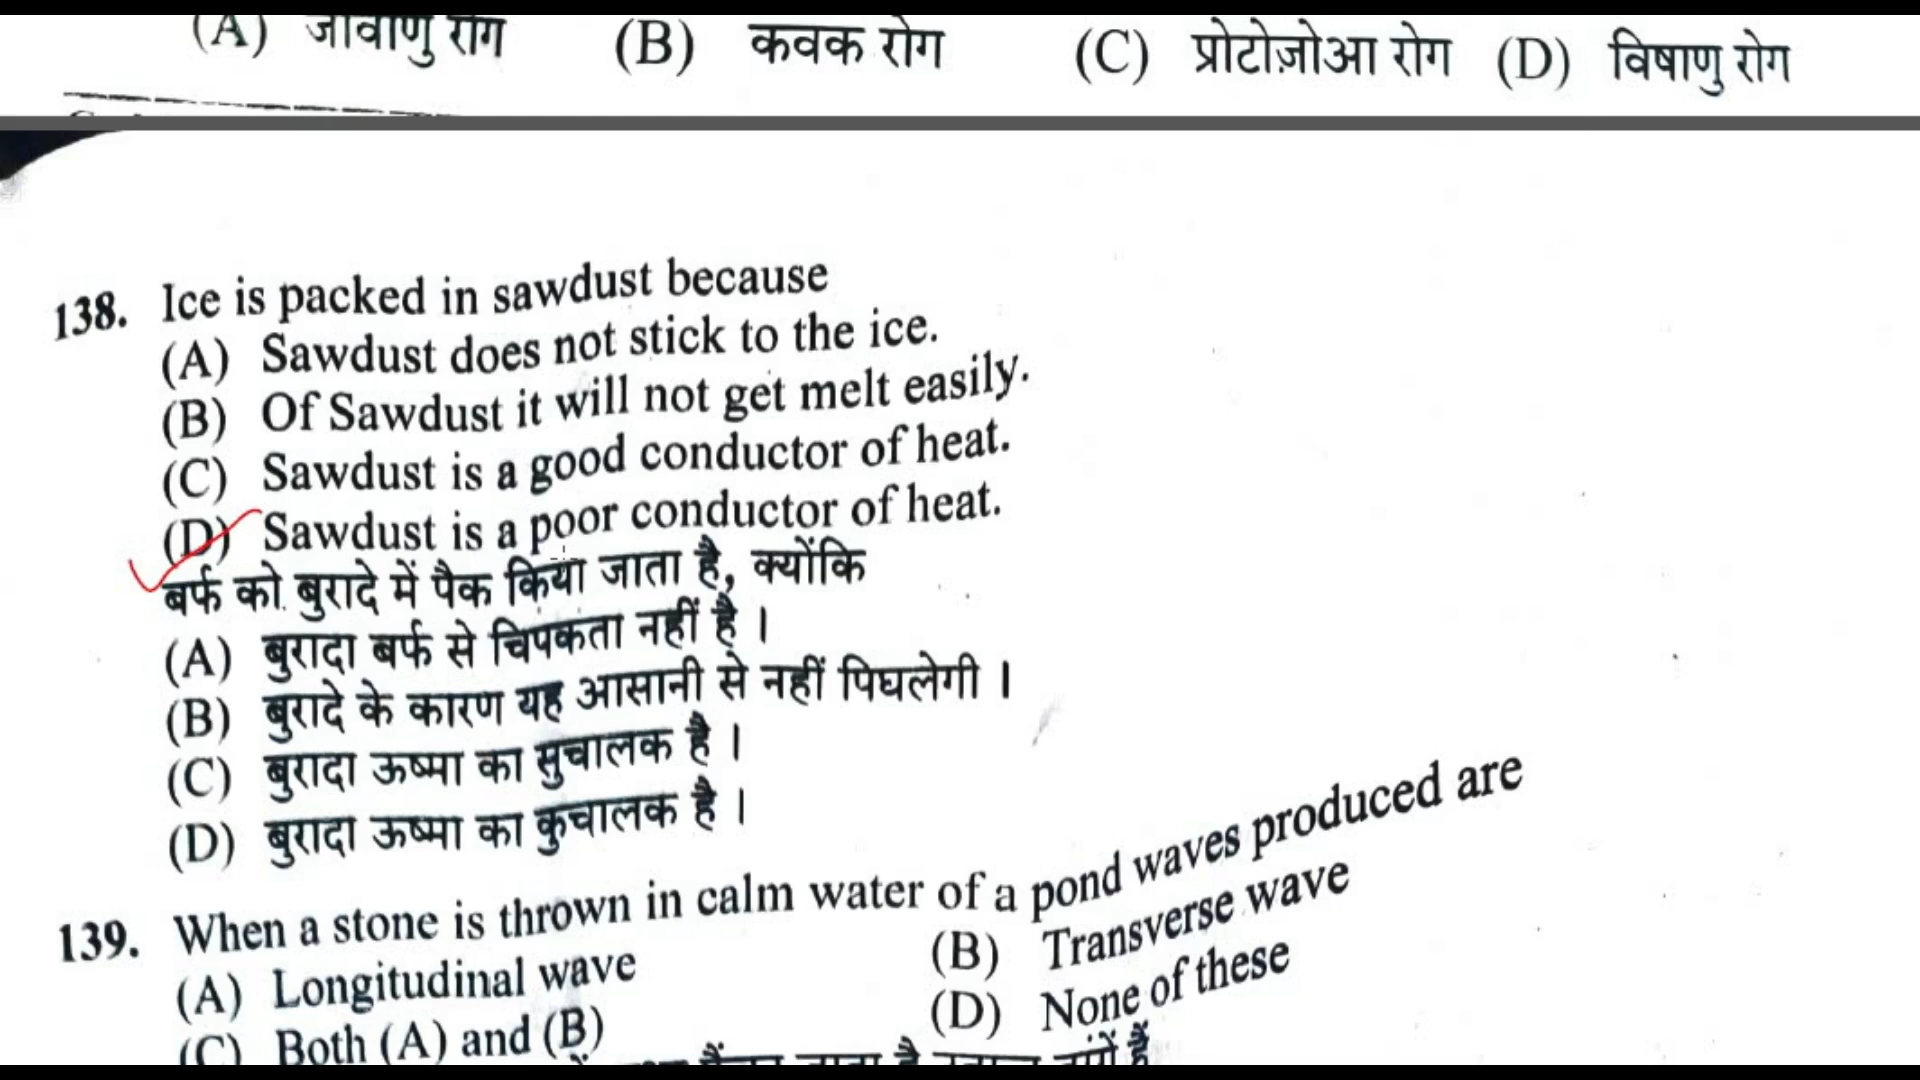 (A) जीवाणु रोग (B) कवक रोग (C) प्रोटोज़ोआ रोग (D) विषाणु रोग
138. Ice is packed in sawdust because
(A) Sawdust does not stick to the ice.
(B) Of Sawdust it will not get melt easily.
(C) Sawdust is a good conductor of heat.
(D) Sawdust is a poor conductor of heat.
बर्फ को बुरादे में पैक किया जाता है, क्योंकि
(A) बुरादा बर्फ से चिपकता नहीं है ।
(B) बुरादे के कारण यह आसानी से नहीं पिघलेगी ।
(C) बुरादा ऊष्मा का सुचालक है ।
(D) बुरादा ऊष्मा का कुचालक है ।
139. When a stone is thrown in calm water of a pond waves produced are
(A) Longitudinal wave (B) Transverse wave
(C) Both (A) and (B) (D) None of these